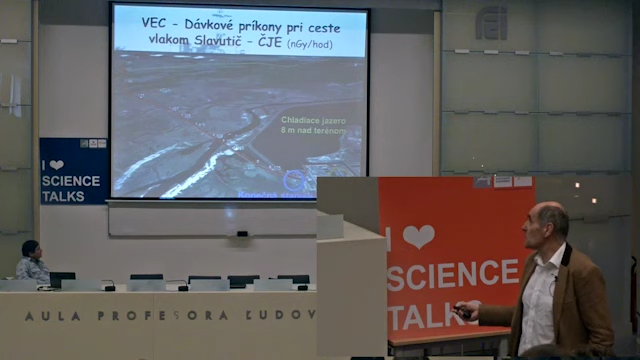 VEC - Dávkové príkony pri ceste
vlakom Slavutič - ČJE (nGy/hod)
Chladiace jazero
8 m nad terénom
I ❤
SCIENCE
TALKS
I ❤
SCIENCE
TALKS
AULA PROFESORA ĽUDOV